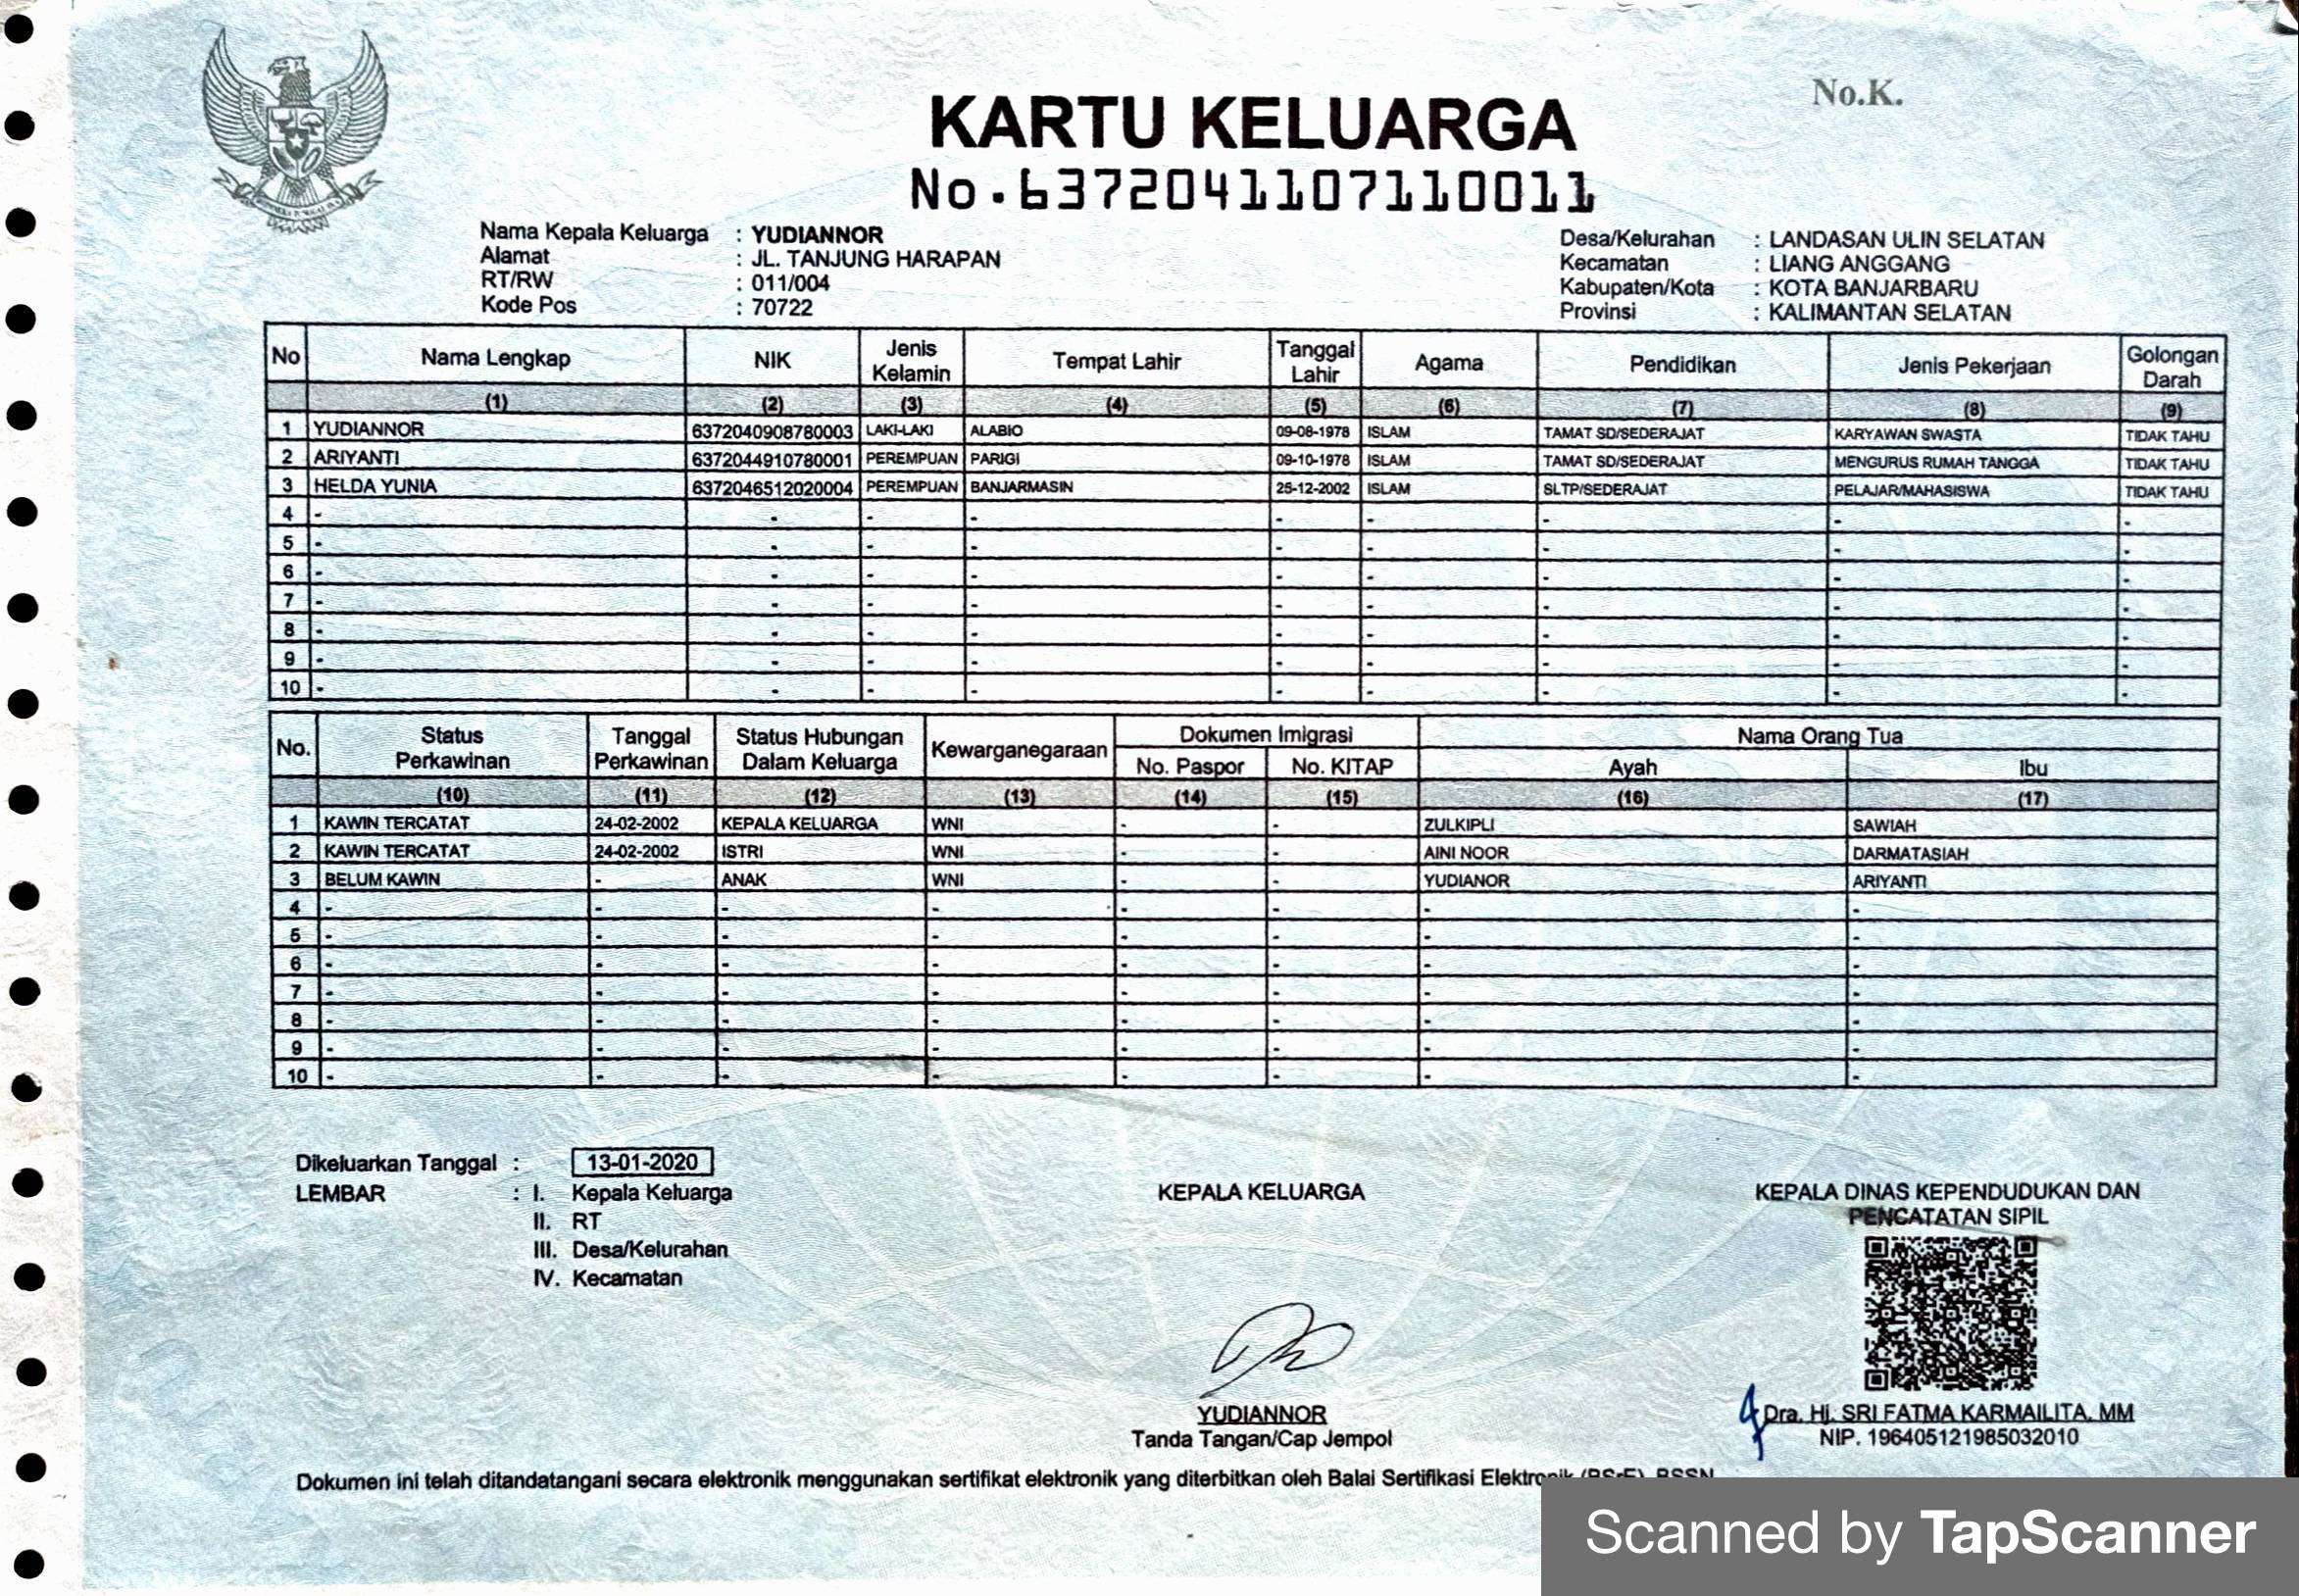 No.K.
KARTU KELUARGA
No.6372041107110011
Nama Kepala Keluarga : YUDIANNOR
Alamat : JL. TANJUNG HARAPAN
RT/RW : 011/004
Kode Pos : 70722
Desa/Kelurahan : LANDASAN ULIN SELATAN
Kecamatan : LIANG ANGGANG
Kabupaten/Kota : KOTA BANJARBARU
Provinsi : KALIMANTAN SELATAN
No Nama Lengkap NIK Jenis Kelamin Tempat Lahir Tanggal Lahir Agama Pendidikan Jenis Pekerjaan Golongan Darah
(1) (2) (3) (4) (5) (6) (7) (8) (9)
1 YUDIANNOR 6372040908780003 LAKI-LAKI ALABIO 09-08-1978 ISLAM TAMAT SD/SEDERAJAT KARYAWAN SWASTA TIDAK TAHU
2 ARIYANTI 6372044910780001 PEREMPUAN PARIGI 09-10-1978 ISLAM TAMAT SD/SEDERAJAT MENGURUS RUMAH TANGGA TIDAK TAHU
3 HELDA YUNIA 6372046512020004 PEREMPUAN BANJARMASIN 25-12-2002 ISLAM SLTP/SEDERAJAT PELAJAR/MAHASISWA TIDAK TAHU
4 - - - - - - - - -
5 - - - - - - - - -
6 - - - - - - - - -
7 - - - - - - - - -
8 - - - - - - - - -
9 - - - - - - - - -
10 - - - - - - - - -
No. Status Perkawinan Tanggal Perkawinan Status Hubungan Dalam Keluarga Kewarganegaraan Dokumen Imigrasi Nama Orang Tua
No. Paspor No. KITAP Ayah Ibu
(10) (11) (12) (13) (14) (15) (16) (17)
1 KAWIN TERCATAT 24-02-2002 KEPALA KELUARGA WNI - - ZULKIPLI SAWIAH
2 KAWIN TERCATAT 24-02-2002 ISTRI WNI - - AINI NOOR DARMATASIAH
3 BELUM KAWIN - ANAK WNI - - YUDIANOR ARIYANTI
4 - - - - - - - -
5 - - - - - - - -
6 - - - - - - - -
7 - - - - - - - -
8 - - - - - - - -
9 - - - - - - - -
10 - - - - - - - -
Dikeluarkan Tanggal : 13-01-2020
LEMBAR : I. Kepala Keluarga
II. RT
III. Desa/Kelurahan
IV. Kecamatan
KEPALA KELUARGA
YUDIANNOR
Tanda Tangan/Cap Jempol
KEPALA DINAS KEPENDUDUKAN DAN
PENCATATAN SIPIL
Dra. Hj. SRI FATMA KARMAILITA, MM
NIP. 196405121985032010
Dokumen ini telah ditandatangani secara elektronik menggunakan sertifikat elektronik yang diterbitkan oleh Balai Sertifikasi Elektronik (BSrE), BSSN
Scanned by TapScanner